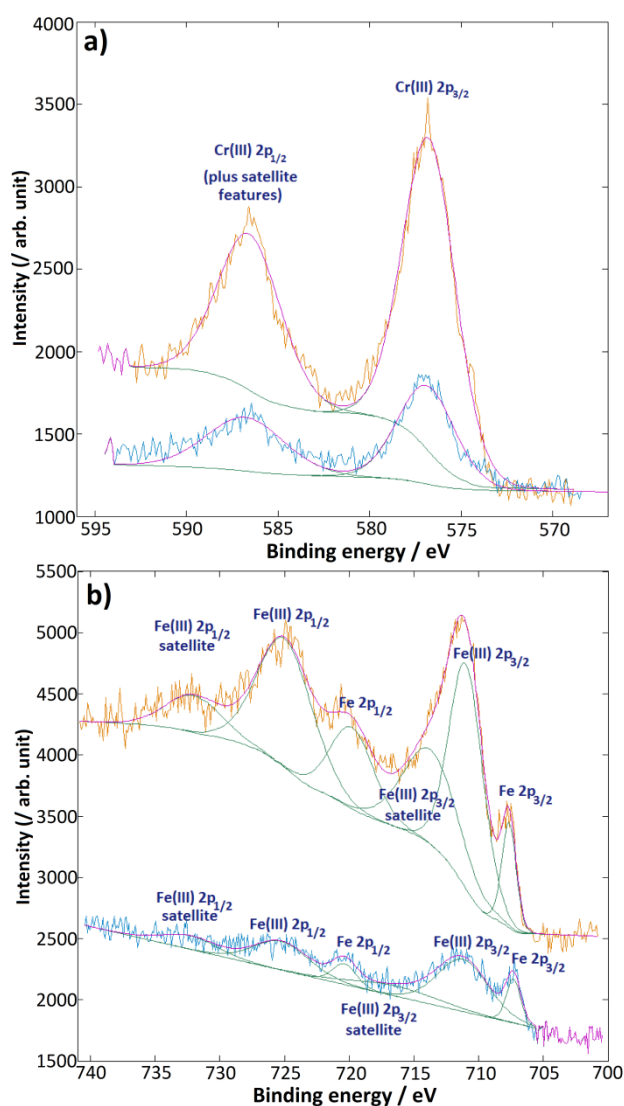 a)
4000
3500
3000
2500
2000
1500
1000
Intensity (/ arb. unit)
Cr(III) 2p3/2
Cr(III) 2p1/2
(plus satellite
features)
595 590 585 580 575 570
Binding energy / eV
b)
5500
5000
4500
4000
3500
3000
2500
2000
1500
Intensity (/ arb. unit)
Fe(III) 2p1/2
satellite
Fe(III) 2p1/2
Fe 2p1/2
Fe(III) 2p3/2
Fe(III) 2p3/2
satellite
Fe 2p3/2
Fe(III) 2p1/2
satellite
Fe(III) 2p1/2
Fe 2p1/2
Fe(III) 2p3/2
Fe 2p3/2
Fe(III) 2p3/2
satellite
740 735 730 725 720 715 710 705 700
Binding energy / eV